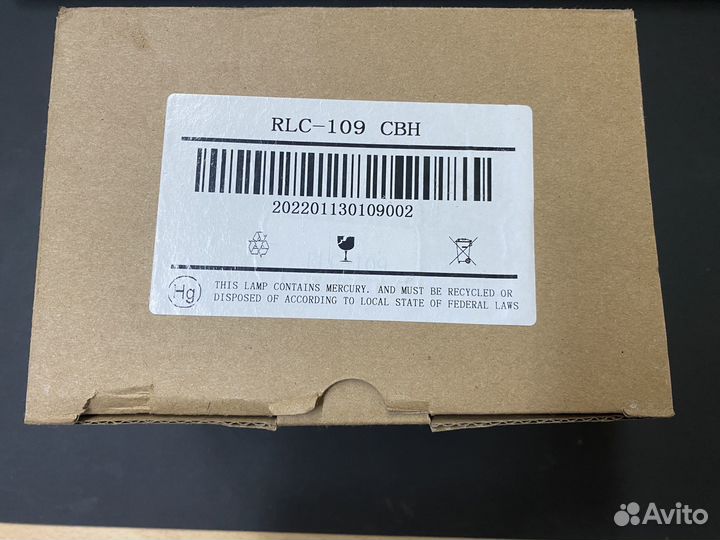 RLC-109 CBH
202201130109002
Hg
THIS LAMP CONTAINS MERCURY. AND MUST BE RECYCLED OR
DISPOSED OF ACCORDING TO LOCAL STATE OF FEDERAL LAWS
Avito